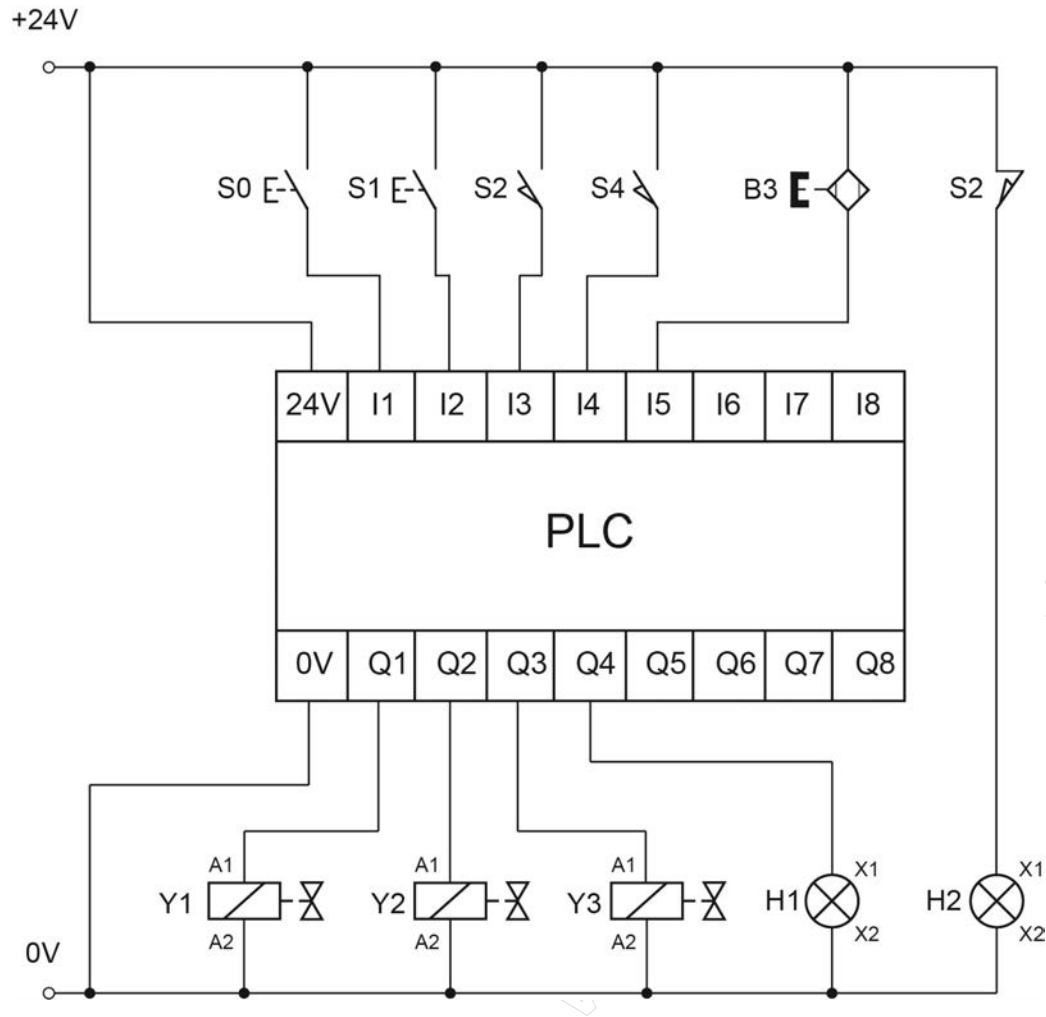 +24V
S0 S1 S2 S4 B3 S2
24V I1 I2 I3 I4 I5 I6 I7 I8
PLC
0V Q1 Q2 Q3 Q4 Q5 Q6 Q7 Q8
A1 A1 A1 X1 X1
Y1 Y2 Y3 H1 H2
A2 A2 A2 X2 X2
0V